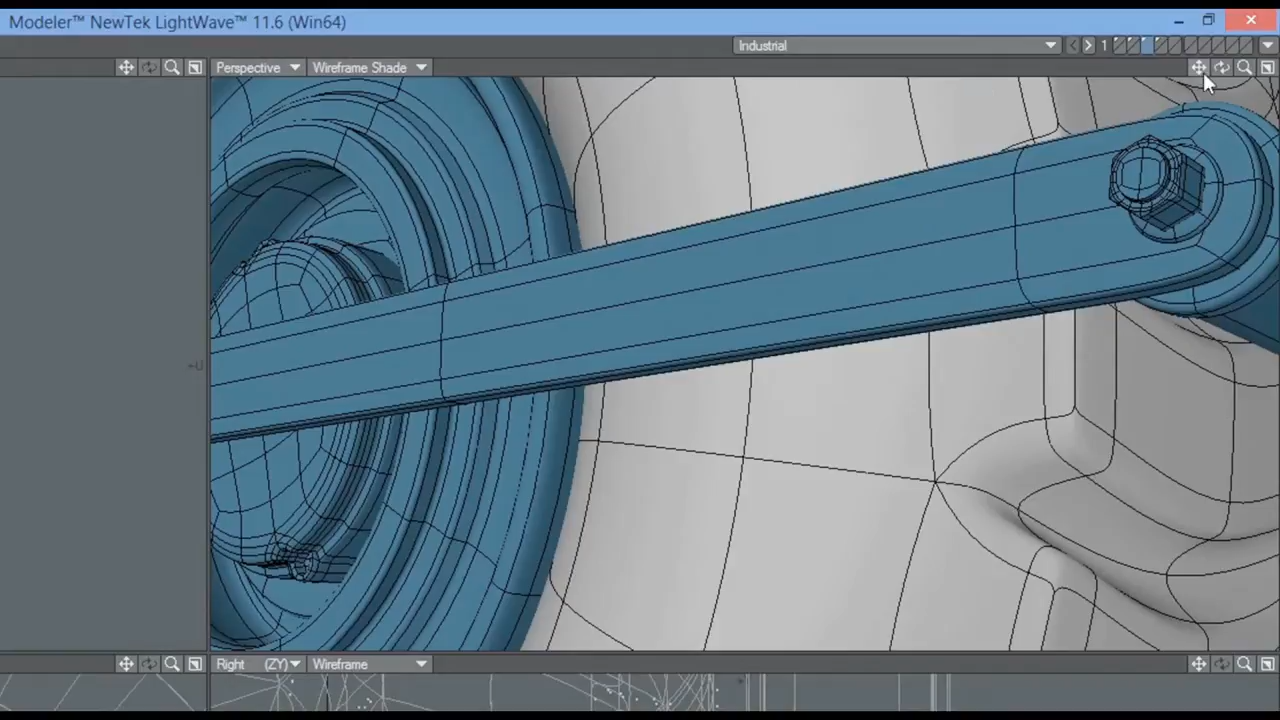 Modeler™ NewTek LightWave™ 11.6 (Win64)
Industrial
1
Perspective
Wireframe Shade
Right (ZY)
Wireframe